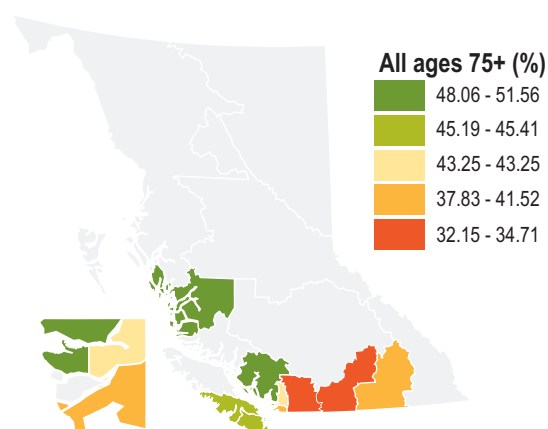 All ages 75+ (%)
48.06 - 51.56
45.19 - 45.41
43.25 - 43.25
37.83 - 41.52
32.15 - 34.71